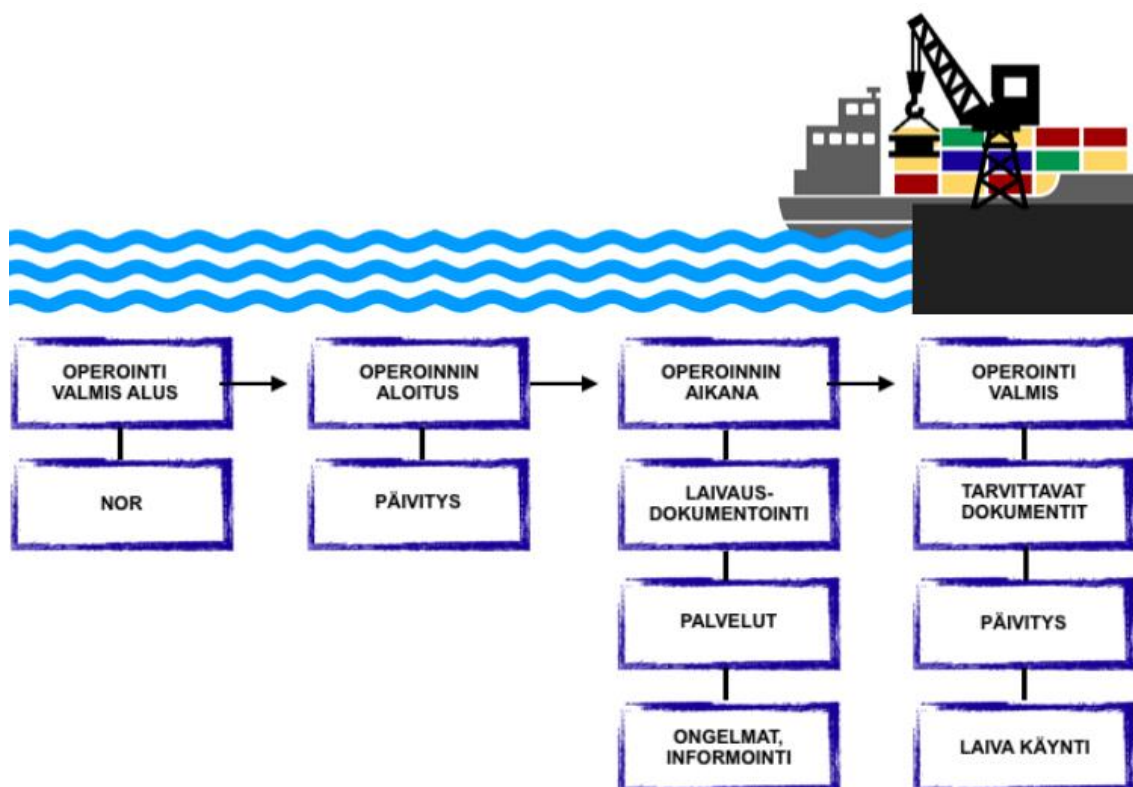 OPEROINTI
VALMIS ALUS
OPEROINNIN
ALOITUS
OPEROINNIN
AIKANA
OPEROINTI
VALMIS
NOR
PÄIVITYS
LAIVAUS-
DOKUMENTOINTI
TARVITTAVAT
DOKUMENTIT
PALVELUT
PÄIVITYS
ONGELMAT,
INFORMOINTI
LAIVA KÄYNTI